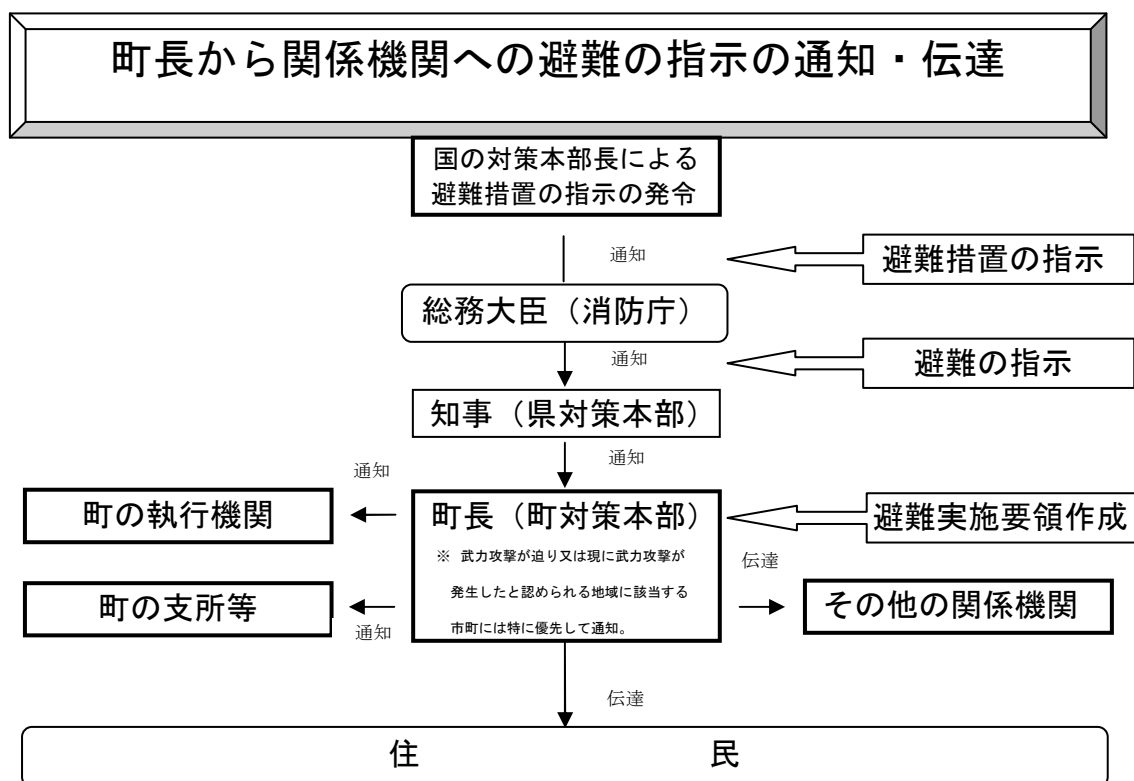 町長から関係機関への避難の指示の通知・伝達
国の対策本部長による
避難措置の指示の発令
通知
避難措置の指示
総務大臣（消防庁）
通知
避難の指示
知事（県対策本部）
通知
通知
町の執行機関
町長（町対策本部）
避難実施要領作成
※ 武力攻撃が迫り又は現に武力攻撃が
発生したと認められる地域に該当する
市町には特に優先して通知。
伝達
町の支所等
その他の関係機関
通知
伝達
住 民